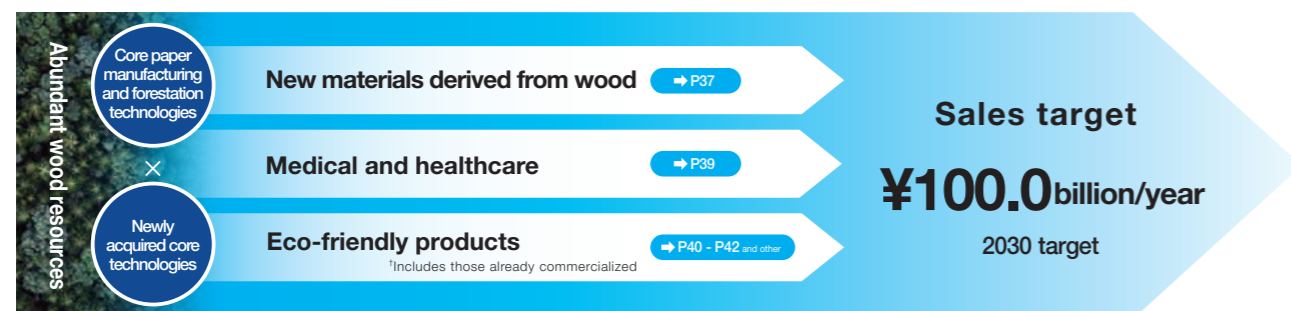 Abundant wood resources
Core paper
manufacturing
and forestation
technologies
×
Newly
acquired core
technologies
New materials derived from wood
➡P37
Medical and healthcare
➡P39
Eco-friendly products
†Includes those already commercialized
➡P40 - P42 and other
Sales target
¥100.0 billion/year
2030 target